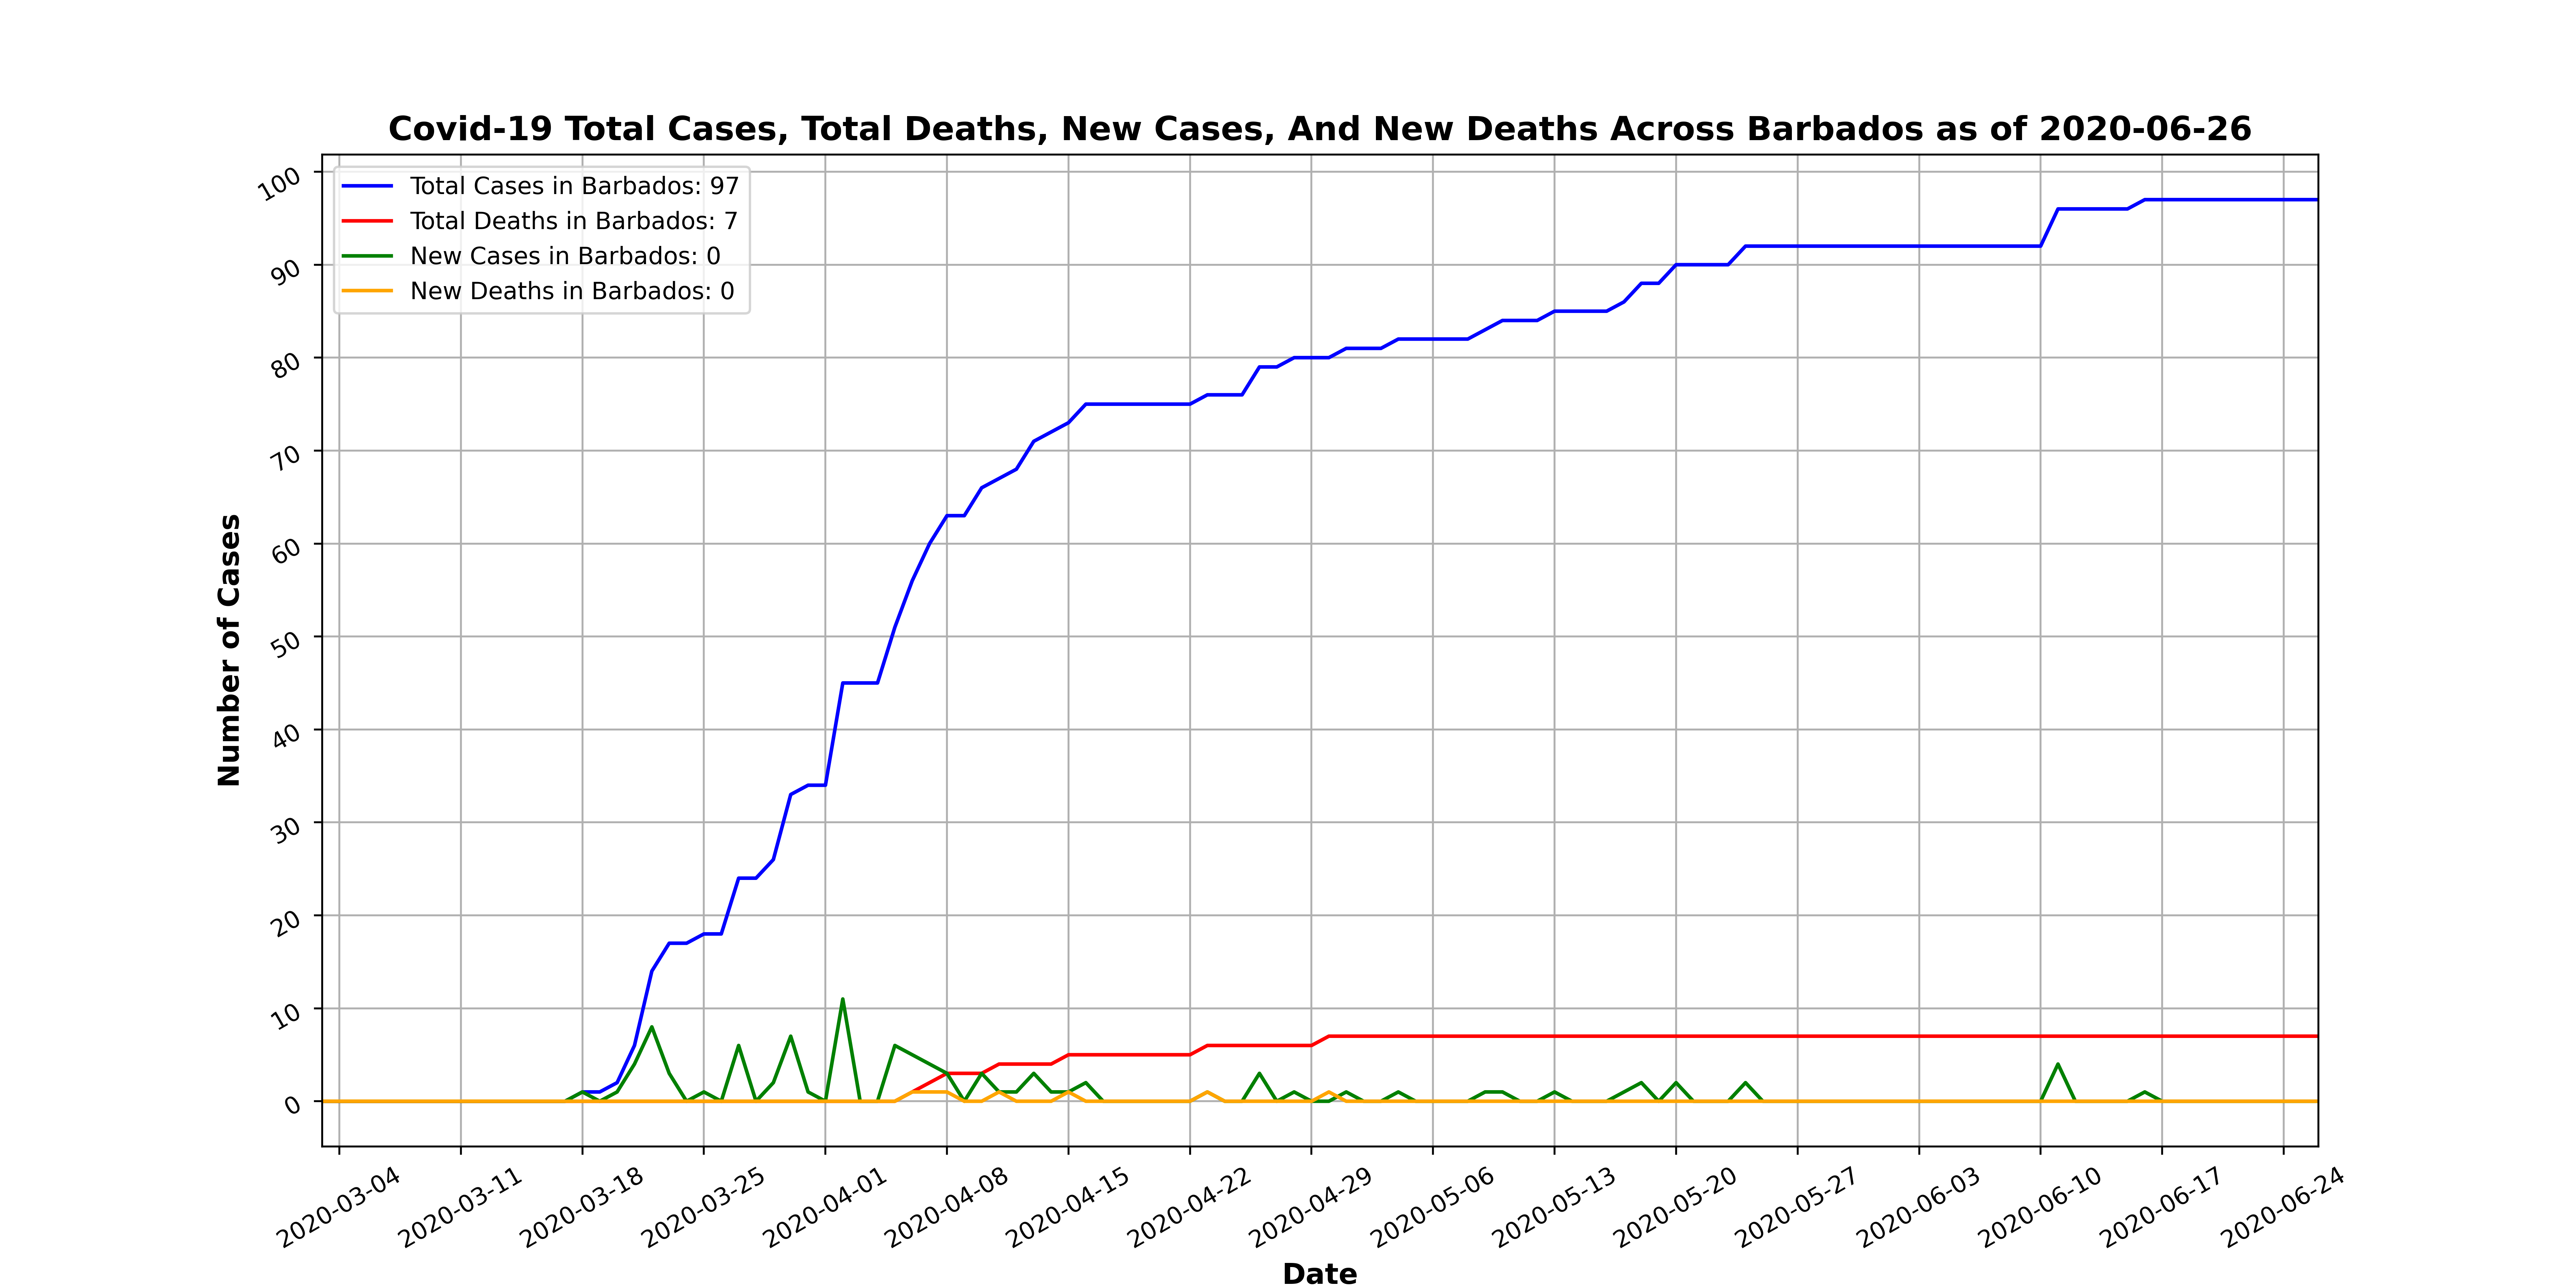 Covid-19 Total Cases, Total Deaths, New Cases, And New Deaths Across Barbados as of 2020-06-26
Total Cases in Barbados: 97
Total Deaths in Barbados: 7
New Cases in Barbados: 0
New Deaths in Barbados: 0
100
90
80
70
60
50
40
30
20
10
0
Number of Cases
2020-03-04 2020-03-11 2020-03-18 2020-03-25 2020-04-01 2020-04-08 2020-04-15 2020-04-22 2020-04-29 2020-05-06 2020-05-13 2020-05-20 2020-05-27 2020-06-03 2020-06-10 2020-06-17 2020-06-24
Date